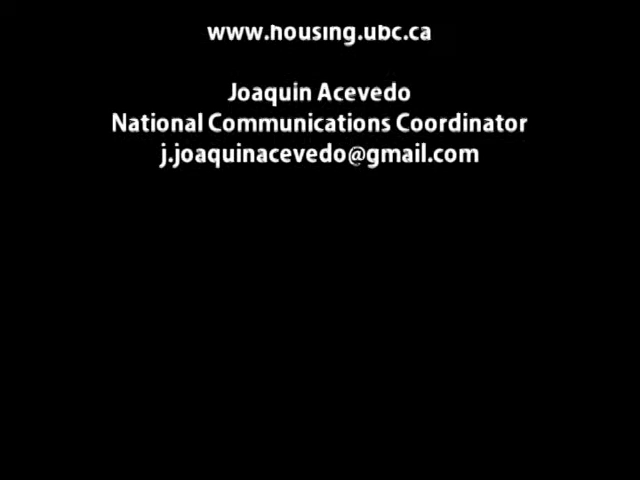 www.housing.ubc.ca
Joaquin Acevedo
National Communications Coordinator
j.joaquinacevedo@gmail.com